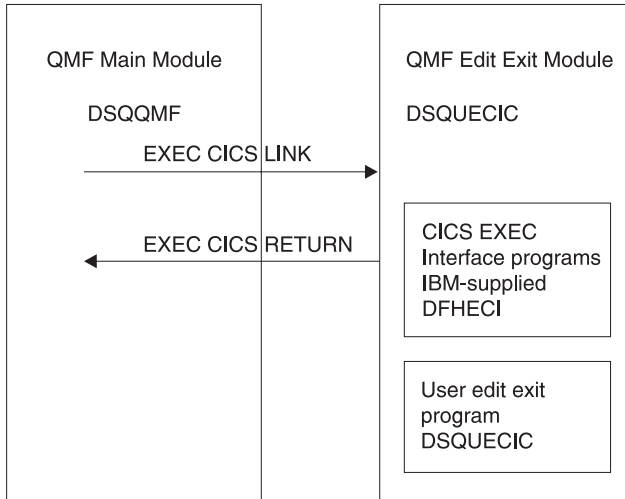 QMF Main Module
DSQQMF
QMF Edit Exit Module
DSQUECIC
EXEC CICS LINK
EXEC CICS RETURN
CICS EXEC
Interface programs
IBM-supplied
DFHECI
User edit exit
program
DSQUECIC